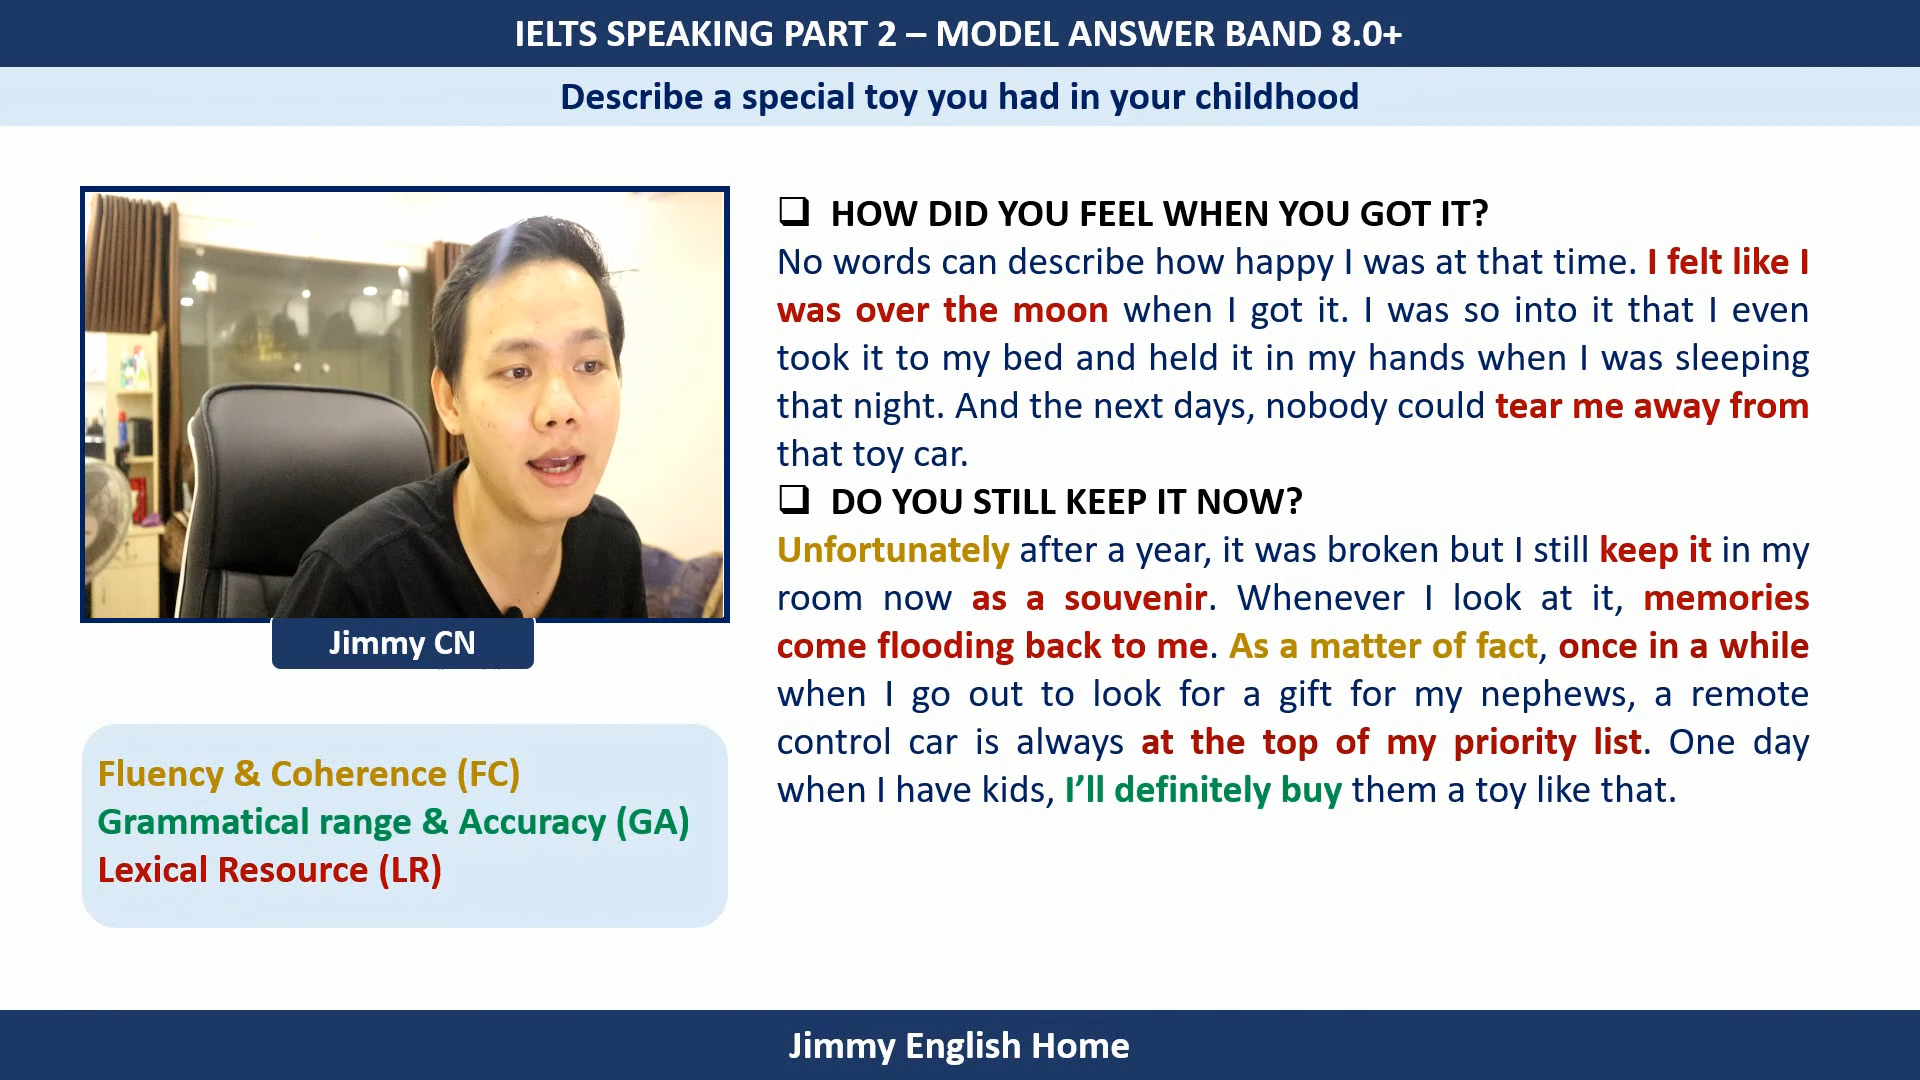 IELTS SPEAKING PART 2 – MODEL ANSWER BAND 8.0+
Describe a special toy you had in your childhood
Jimmy CN
Fluency & Coherence (FC)
Grammatical range & Accuracy (GA)
Lexical Resource (LR)
❑ HOW DID YOU FEEL WHEN YOU GOT IT?
No words can describe how happy I was at that time. I felt like I
was over the moon when I got it. I was so into it that I even
took it to my bed and held it in my hands when I was sleeping
that night. And the next days, nobody could tear me away from
that toy car.
❑ DO YOU STILL KEEP IT NOW?
Unfortunately after a year, it was broken but I still keep it in my
room now as a souvenir. Whenever I look at it, memories
come flooding back to me. As a matter of fact, once in a while
when I go out to look for a gift for my nephews, a remote
control car is always at the top of my priority list. One day
when I have kids, I’ll definitely buy them a toy like that.
Jimmy English Home